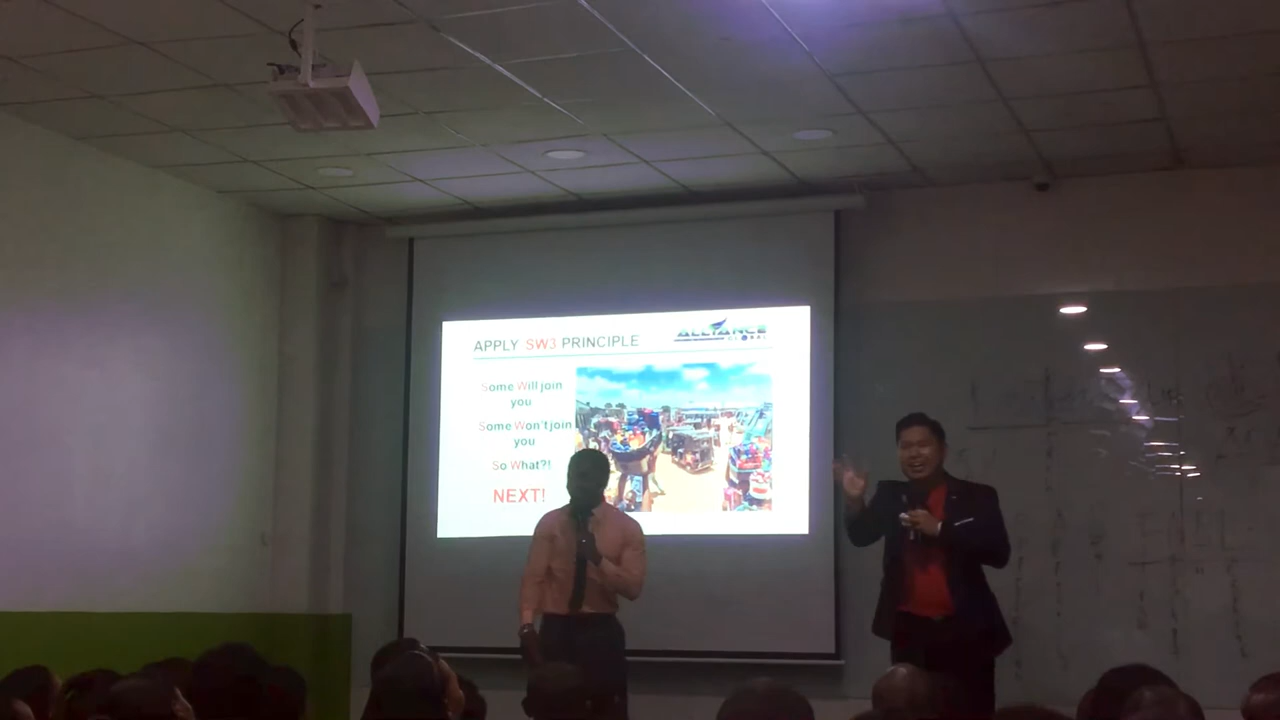 APPLY SW3 PRINCIPLE
ALLIANCE
GLOBAL
Some Will join
you
Some Won't join
you
So What?!
NEXT!